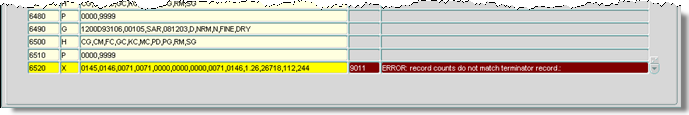 6480 P 0000,9999
6490 G 1200D93106,00105,SAR,081203,D,NRM,N,FINE,DRY
6500 H CG,CM,FC,GC,KC,MC,PD,PG,RM,SG
6510 P 0000,9999
6520 X 0145,0146,0071,0071,0000,0000,0000,0071,0146,1.26,26718,112,244 9011 ERROR: record counts do not match terminator record.: